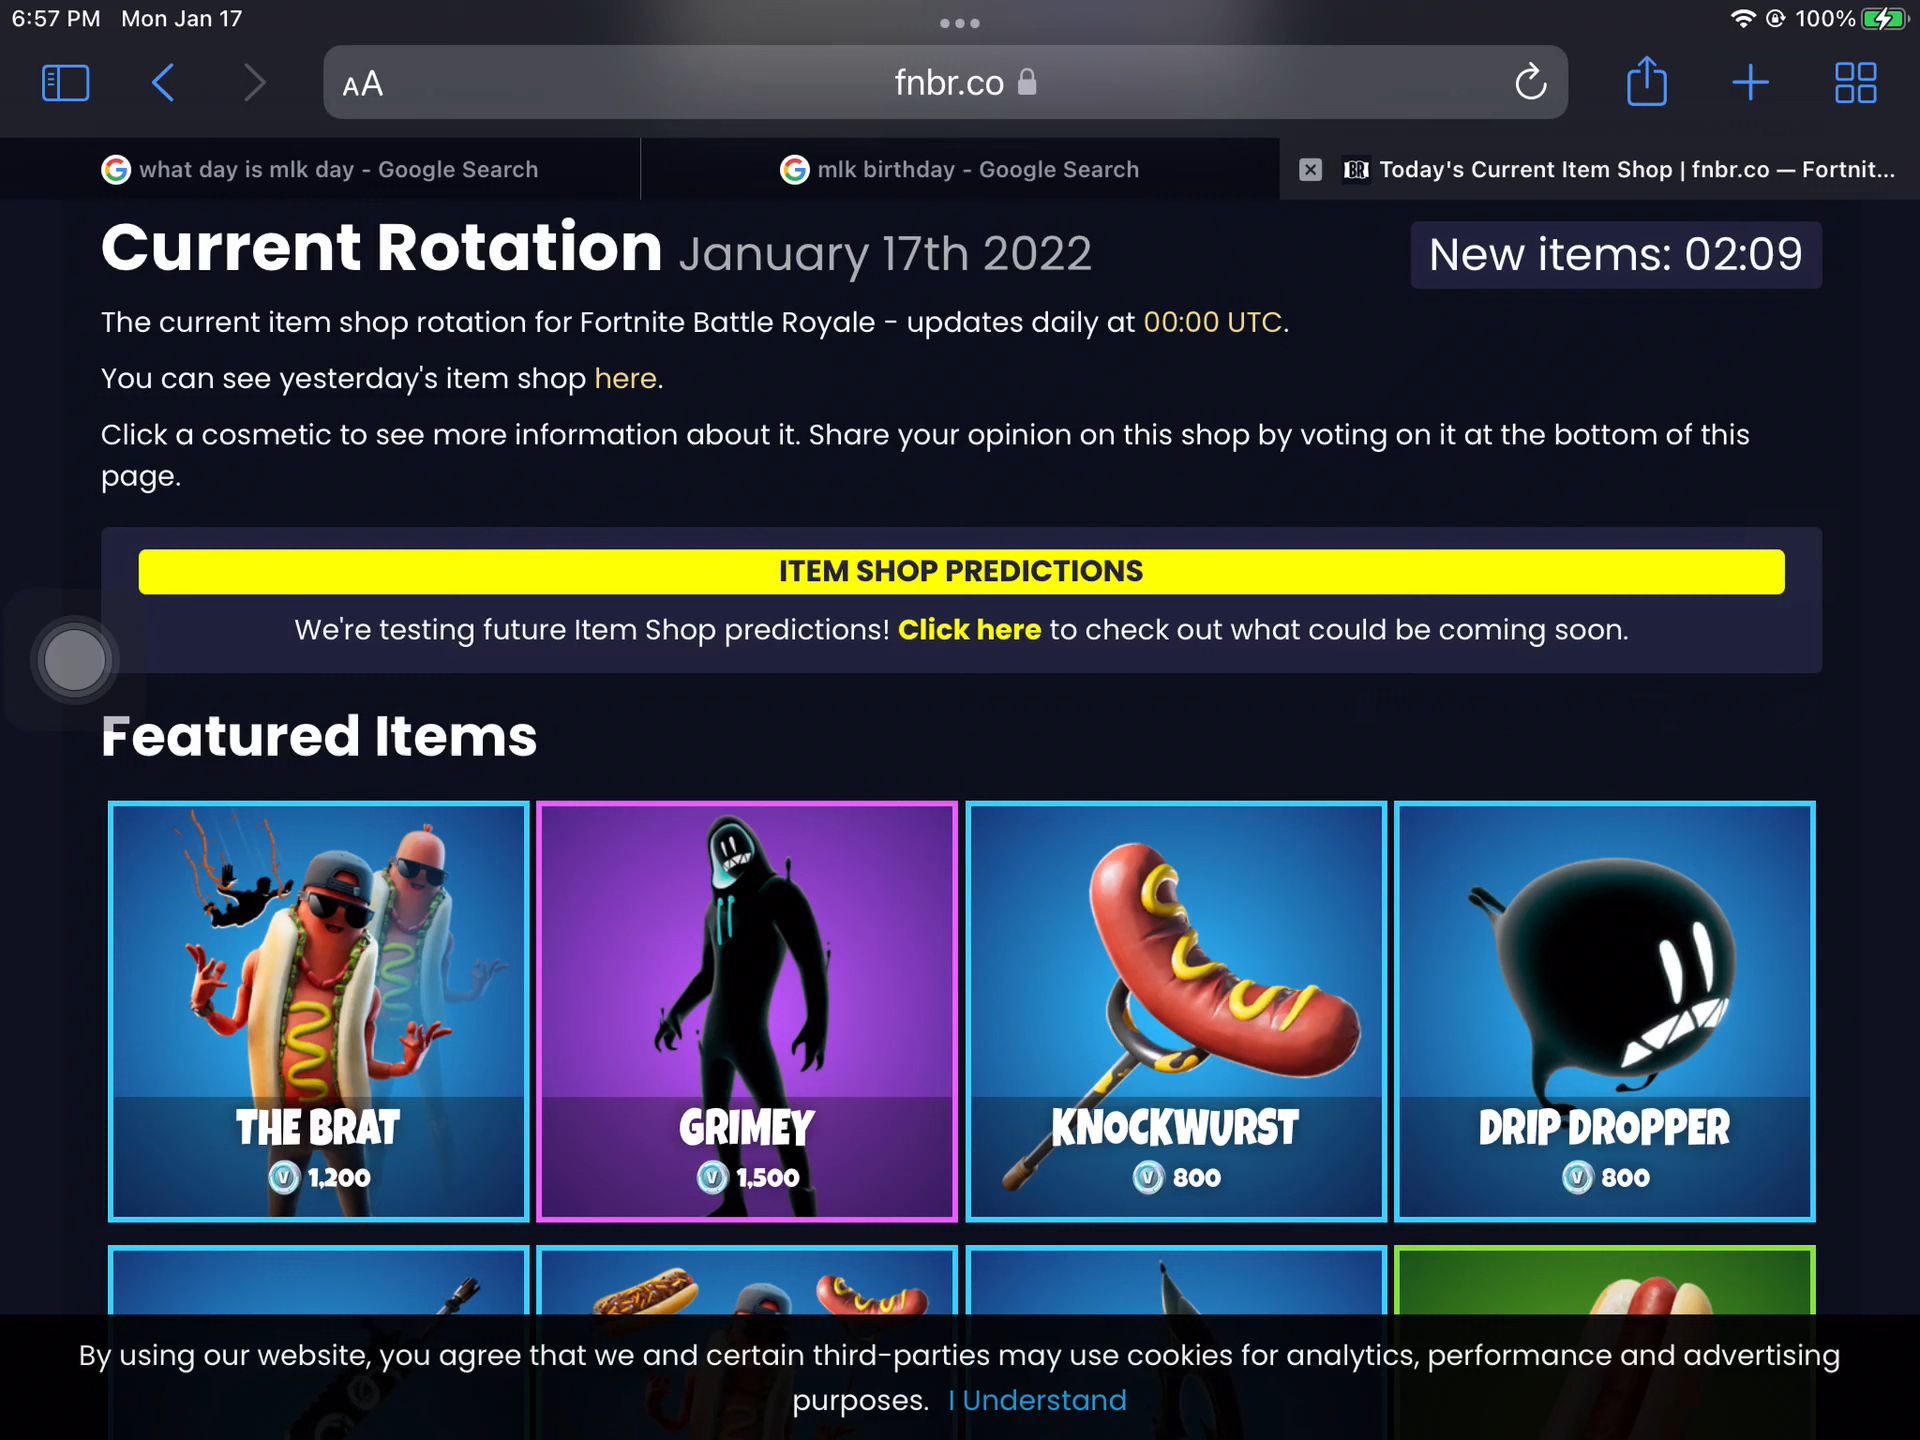 6:57 PM Mon Jan 17
100%
AA
fnbr.co
what day is mlk day - Google Search
mlk birthday - Google Search
BR Today's Current Item Shop | fnbr.co — Fortnit...
Current Rotation January 17th 2022
New items: 02:09
The current item shop rotation for Fortnite Battle Royale - updates daily at 00:00 UTC.
You can see yesterday's item shop here.
Click a cosmetic to see more information about it. Share your opinion on this shop by voting on it at the bottom of this
page.
ITEM SHOP PREDICTIONS
We're testing future Item Shop predictions! Click here to check out what could be coming soon.
Featured Items
THE BRAT
V 1,200
GRIMEY
V 1,500
KNOCKWURST
V 800
DRIP DROPPER
V 800
By using our website, you agree that we and certain third-parties may use cookies for analytics, performance and advertising
purposes. I Understand